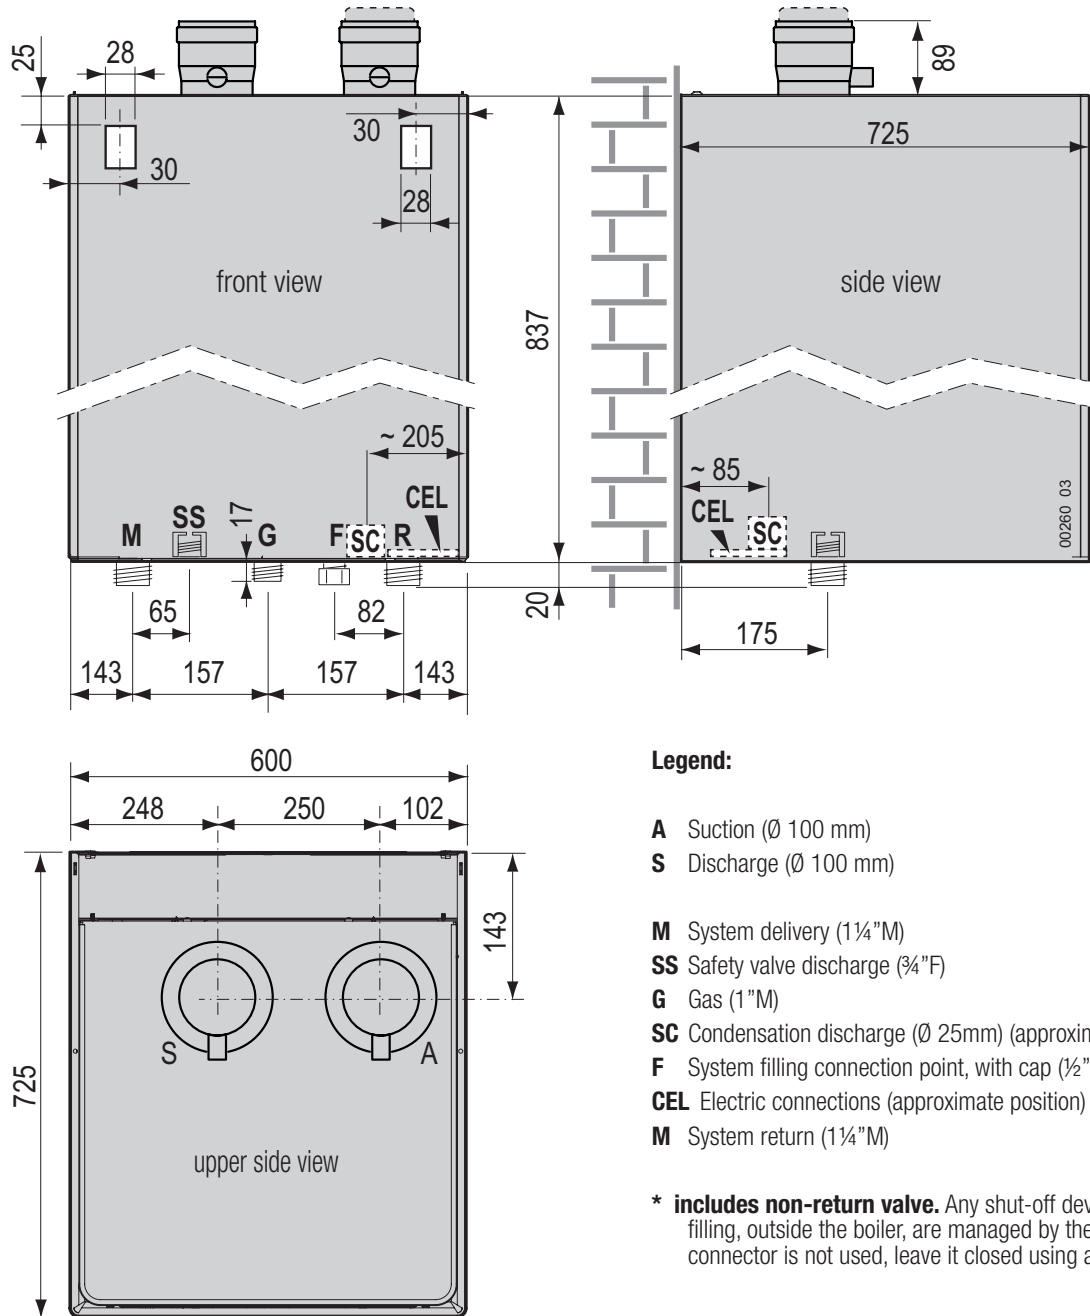 25
28
89
30
725
30
28
front view
side view
837
~ 205
~ 85
CEL
17
M
SS
G
F
SC
R
CEL
SC
00260 03
65
82
20
175
143
157
157
143
600
248
250
102
143
S
A
725
upper side view
Legend:
A Suction (Ø 100 mm)
S Discharge (Ø 100 mm)
M System delivery (1¼”M)
SS Safety valve discharge (¾”F)
G Gas (1”M)
SC Condensation discharge (Ø 25mm) (approxin
F System filling connection point, with cap (½”
CEL Electric connections (approximate position)
M System return (1¼”M)
* includes non-return valve. Any shut-off dev
filling, outside the boiler, are managed by the
connector is not used, leave it closed using a